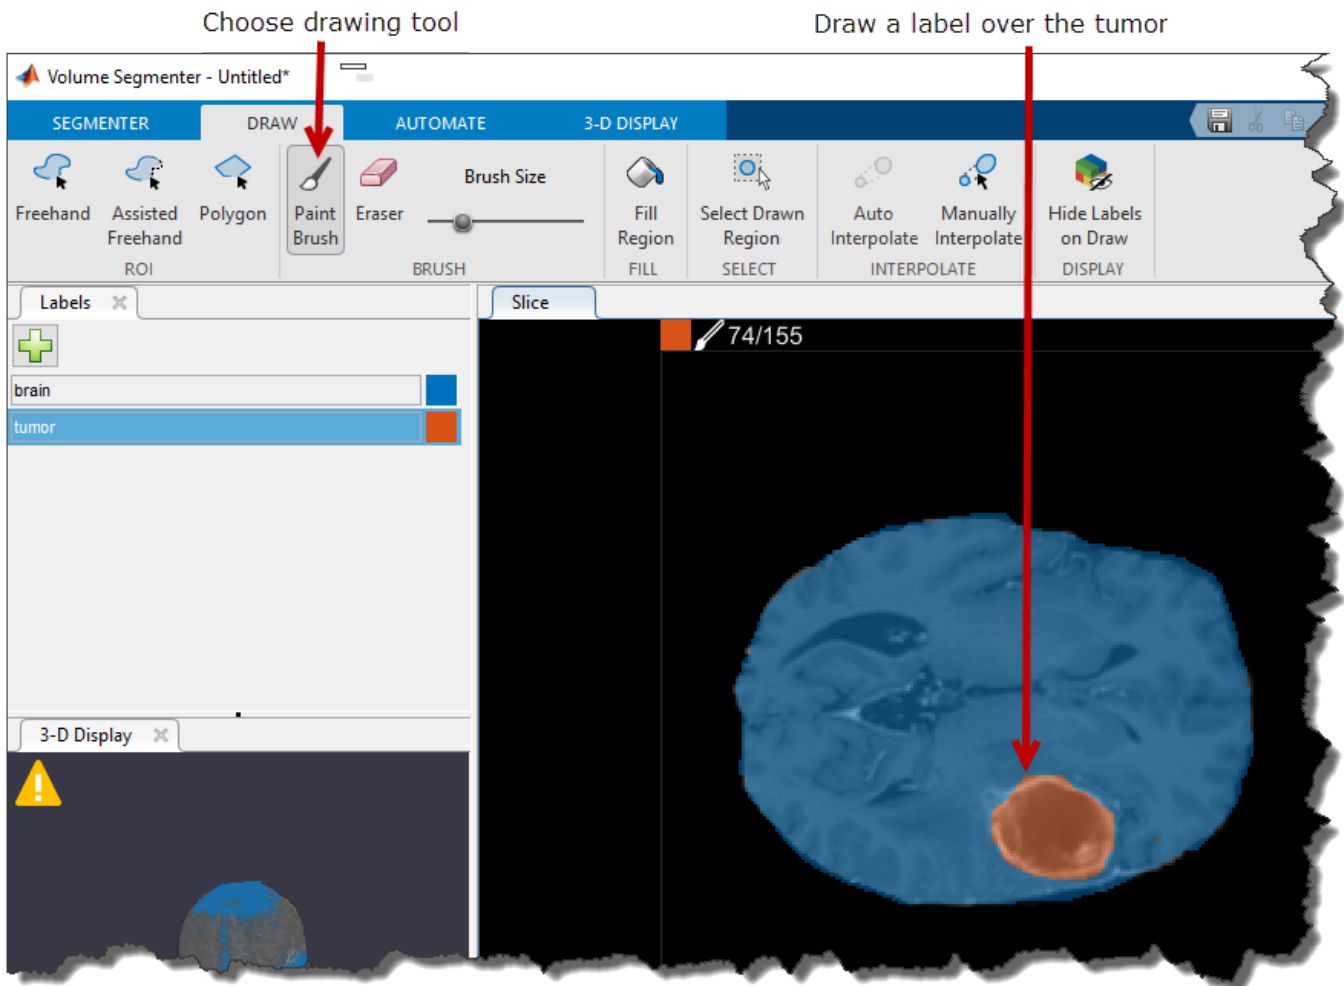 Choose drawing tool
Draw a label over the tumor
Volume Segmenter - Untitled*
SEGMENTER
DRAW
AUTOMATE
3-D DISPLAY
Freehand
Assisted
Freehand
Polygon
Paint
Brush
Eraser
Brush Size
Fill
Region
Select Drawn
Region
Auto
Interpolate
Manually
Interpolate
Hide Labels
on Draw
ROI
BRUSH
FILL
SELECT
INTERPOLATE
DISPLAY
Labels
Slice
74/155
brain
tumor
3-D Display